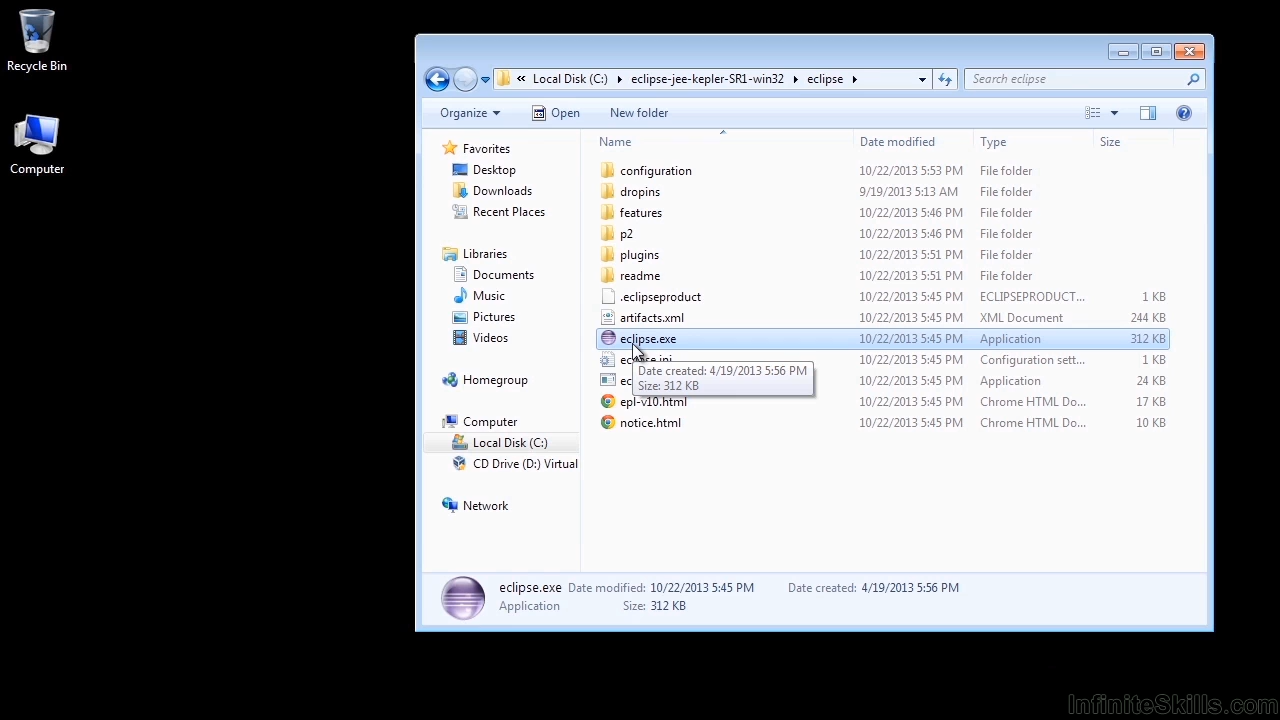 Recycle Bin
Computer
« Local Disk (C:) eclipse-jee-kepler-SR1-win32 eclipse
Search eclipse
Organize Open New folder
Name Date modified Type Size
Favorites
Desktop
Downloads
Recent Places
Libraries
Documents
Music
Pictures
Videos
Homegroup
Computer
Local Disk (C:)
CD Drive (D:) Virtual
Network
configuration 10/22/2013 5:53 PM File folder
dropins 9/19/2013 5:13 AM File folder
features 10/22/2013 5:46 PM File folder
p2 10/22/2013 5:46 PM File folder
plugins 10/22/2013 5:51 PM File folder
readme 10/22/2013 5:51 PM File folder
.eclipseproduct 10/22/2013 5:45 PM ECLIPSEPRODUCT... 1 KB
artifacts.xml 10/22/2013 5:45 PM XML Document 244 KB
eclipse.exe 10/22/2013 5:45 PM Application 312 KB
10/22/2013 5:45 PM Configuration sett... 1 KB
10/22/2013 5:45 PM Application 24 KB
epl-v10.html 10/22/2013 5:45 PM Chrome HTML Do... 17 KB
notice.html 10/22/2013 5:45 PM Chrome HTML Do... 10 KB
Date created: 4/19/2013 5:56 PM
Size: 312 KB
eclipse.exe Date modified: 10/22/2013 5:45 PM Date created: 4/19/2013 5:56 PM
Application Size: 312 KB
InfiniteSkills.com